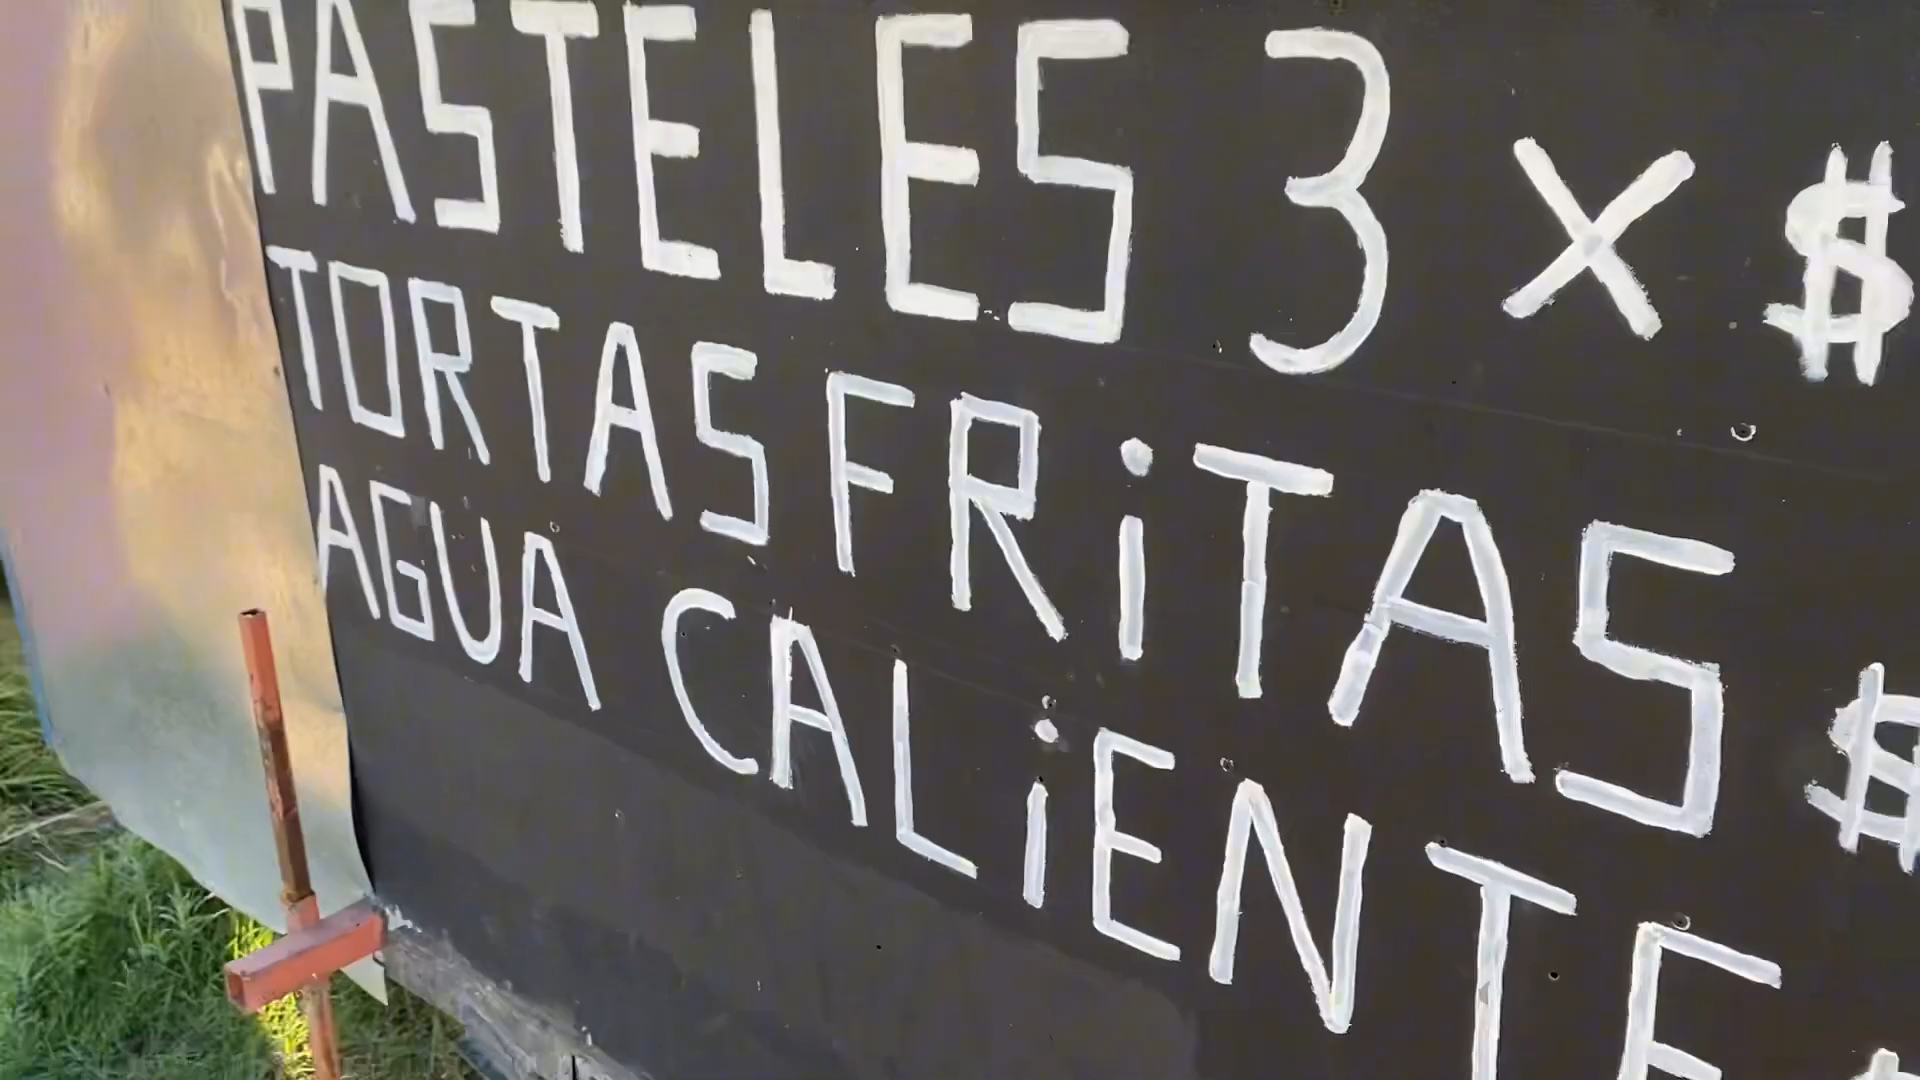 PASTELES 3 x $
TORTAS FRiTAS $
AGUA CALiENTE $